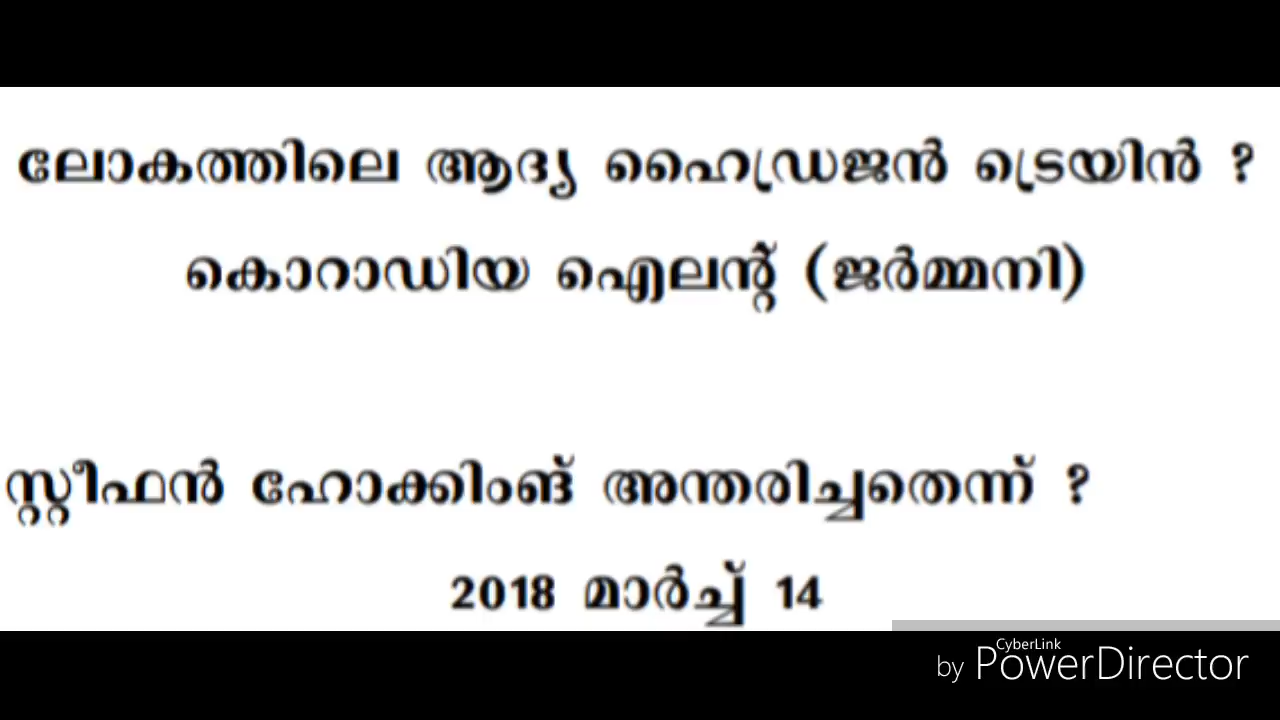 ലോകത്തിലെ ആദ്യ ഹൈഡ്രജൻ ട്രെയിൻ ?
കൊറാഡിയ ഐലന്റ് (ജർമ്മനി)
സ്റ്റീഫൻ ഹോക്കിംങ് അന്തരിച്ചതെന്ന് ?
2018 മാർച്ച് 14
CyberLink
by PowerDirector